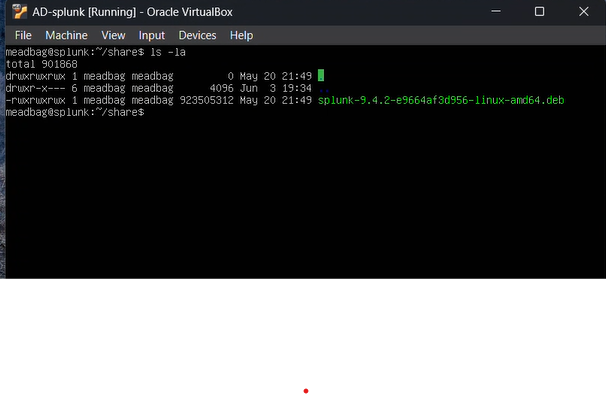 AD-splunk [Running] - Oracle VirtualBox
File Machine View Input Devices Help
meadbag@splunk:~/share$ ls -la
total 901868
drwxrwxrwx 1 meadbag meadbag 0 May 20 21:49 .
drwxr-x--- 6 meadbag meadbag 4096 Jun 3 19:34 ..
-rwxrwxrwx 1 meadbag meadbag 923505312 May 20 21:49 splunk-9.4.2-e9664af3d956-linux-amd64.deb
meadbag@splunk:~/share$